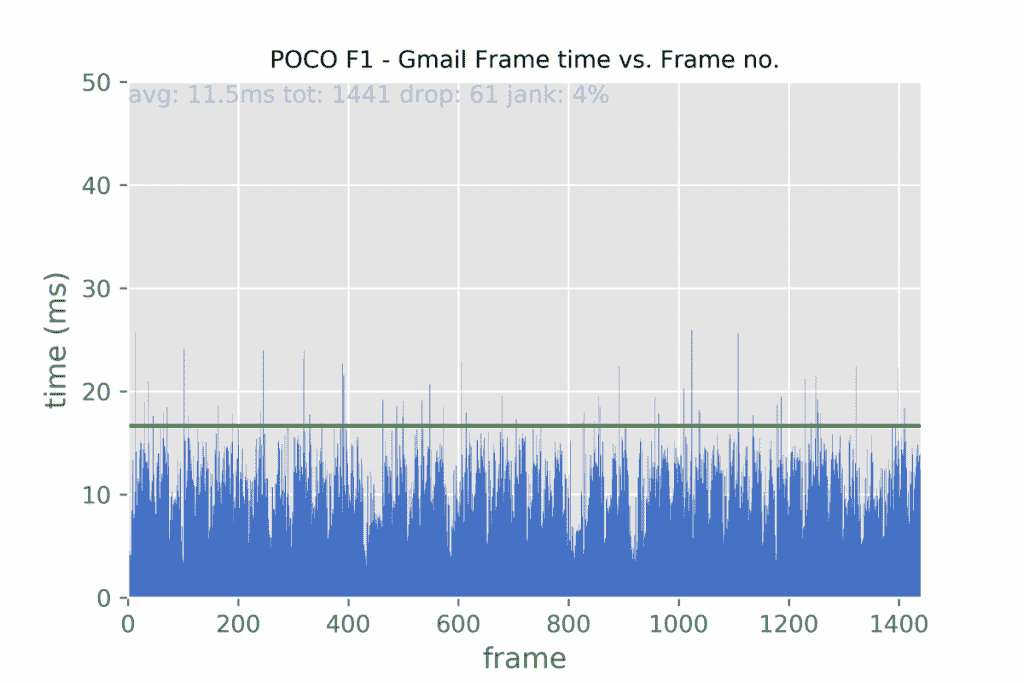 POCO F1 - Gmail Frame time vs. Frame no.
avg: 11.5ms tot: 1441 drop: 61 jank: 4%
50
40
30
20
10
0
time (ms)
0 200 400 600 800 1000 1200 1400
frame